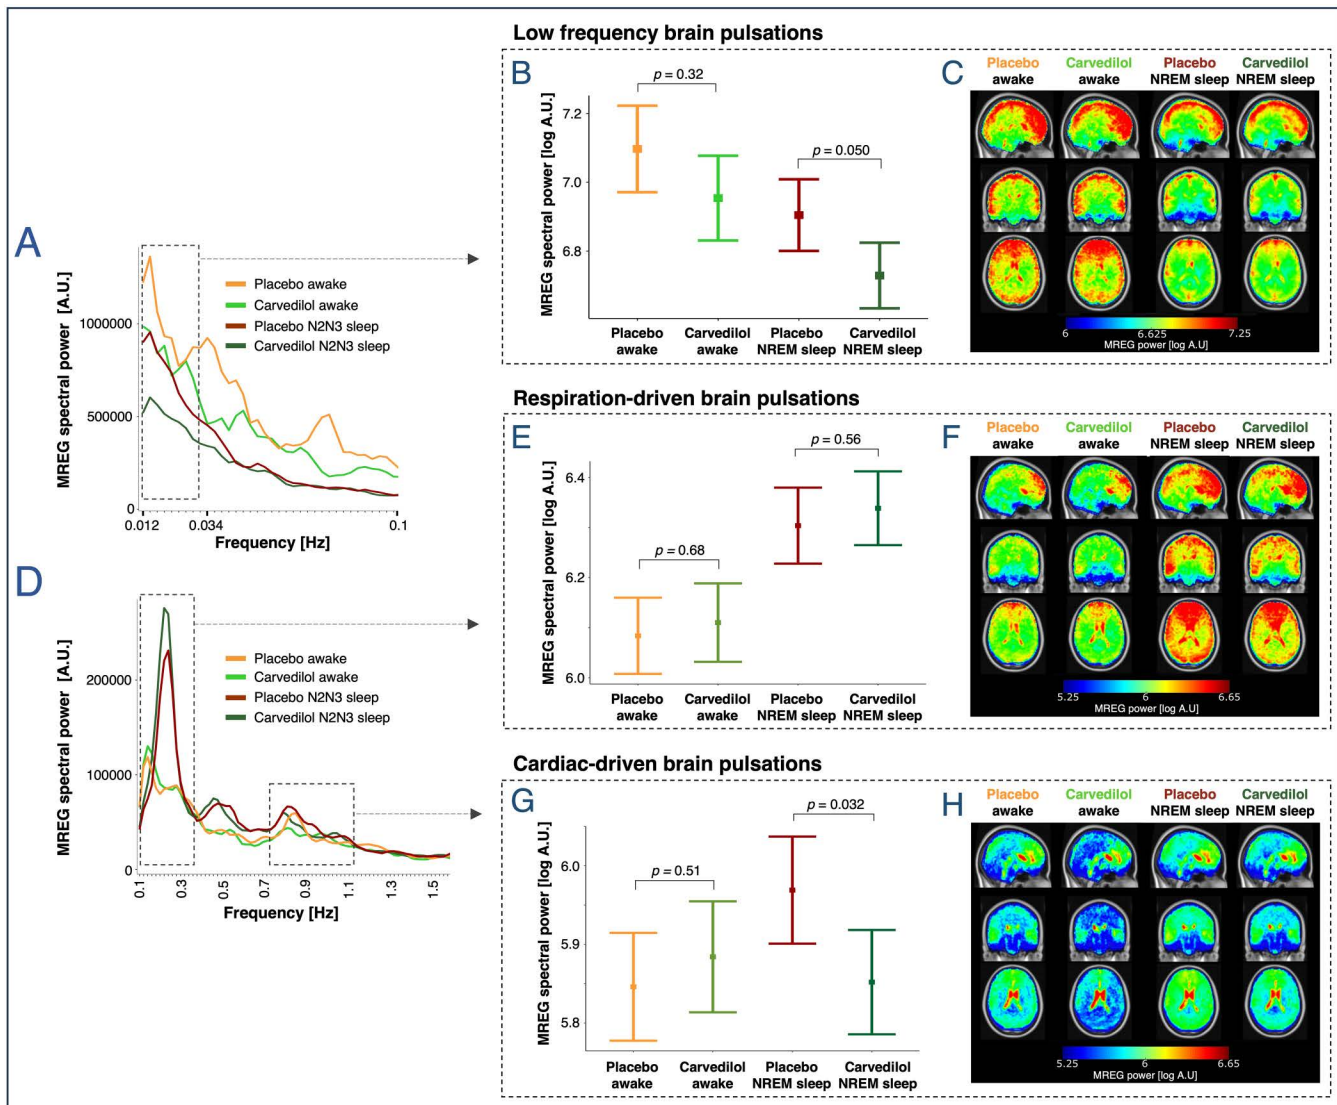 Low frequency brain pulsations
A
MREG spectral power [A.U.]
1000000
500000
0
0.012
0.034
0.1
Frequency [Hz]
Placebo awake
Carvedilol awake
Placebo N2N3 sleep
Carvedilol N2N3 sleep
B
MREG spectral power [log A.U.]
7.2
7.0
6.8
p = 0.32
p = 0.050
Placebo awake
Carvedilol awake
Placebo NREM sleep
Carvedilol NREM sleep
C
Placebo awake
Carvedilol awake
Placebo NREM sleep
Carvedilol NREM sleep
6
6.625
7.25
MREG power [log A.U]
Respiration-driven brain pulsations
D
MREG spectral power [A.U.]
200000
100000
0
0.1
0.3
0.5
0.7
0.9
1.1
1.3
1.5
Frequency [Hz]
Placebo awake
Carvedilol awake
Placebo N2N3 sleep
Carvedilol N2N3 sleep
E
MREG spectral power [log A.U.]
6.4
6.2
6.0
p = 0.68
p = 0.56
Placebo awake
Carvedilol awake
Placebo NREM sleep
Carvedilol NREM sleep
F
Placebo awake
Carvedilol awake
Placebo NREM sleep
Carvedilol NREM sleep
5.25
6
6.65
MREG power [log A.U]
Cardiac-driven brain pulsations
G
MREG spectral power [log A.U.]
6.0
5.9
5.8
p = 0.51
p = 0.032
Placebo awake
Carvedilol awake
Placebo NREM sleep
Carvedilol NREM sleep
H
Placebo awake
Carvedilol awake
Placebo NREM sleep
Carvedilol NREM sleep
5.25
6
6.65
MREG power [log A.U]